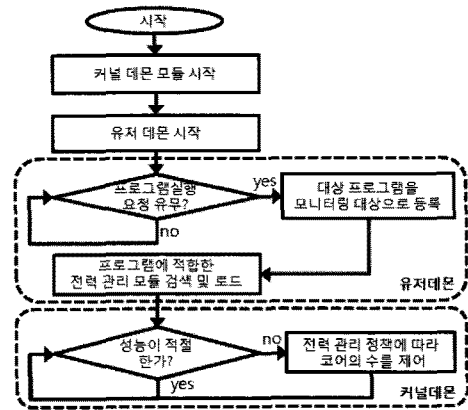 시작
커널 데몬 모듈 시작
유저 데몬 시작
프로그램실행
요청 유무?
yes
no
대상 프로그램을
모니터링 대상으로 등록
프로그램에 적합한
전력 관리 모듈 검색 및 로드
유저데몬
성능이 적절
한가?
no
yes
전력 관리 정책에 따라
코어의 수를 제어
커널데몬